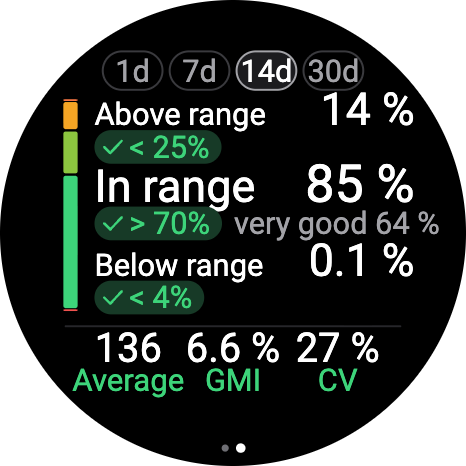 1d 7d 14d 30d
Above range 14 %
✓ < 25%
In range 85 %
✓ > 70% very good 64 %
Below range 0.1 %
✓ < 4%
136 6.6 % 27 %
Average GMI CV